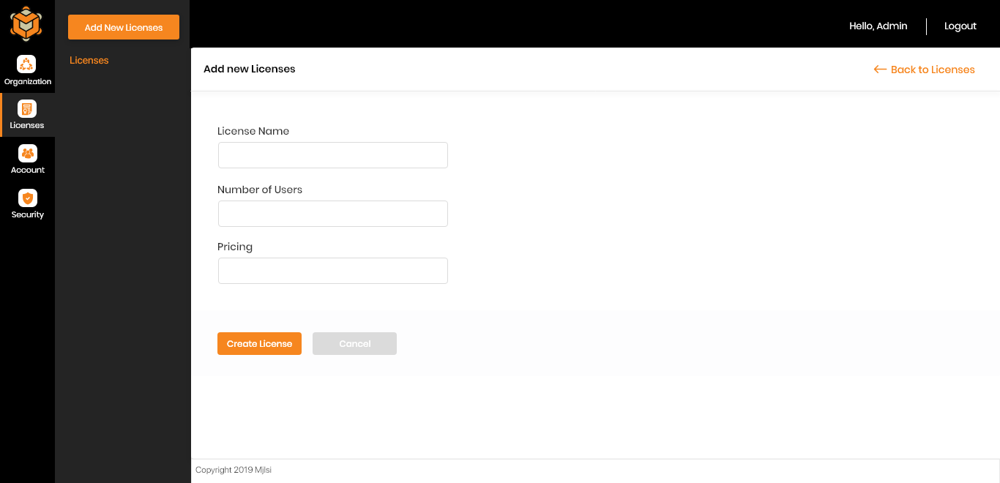 Add New Licenses
Licenses
Organization
Licenses
Account
Security
Hello, Admin
Logout
Add new Licenses
Back to Licenses
License Name
Number of Users
Pricing
Create License
Cancel
Copyright 2019 Mjlsi